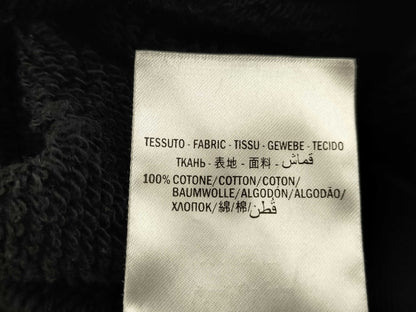 TESSUTO - FABRIC - TISSU - GEWEBE - TECIDO
ТКАНЬ - 表地 - 面料 - قماش
100% COTONE/COTTON/COTON/
BAUMWOLLE/ALGODÓN/ALGODÃO/
ХЛОПОК/綿/棉/قُطن